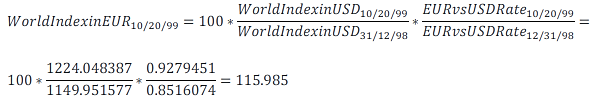 WorldIndexinEUR10/20/99 = 100 * WorldIndexinUSD10/20/99 / WorldIndexinUSD31/12/98 * EURvsUSDRate10/20/99 / EURvsUSDRate12/31/98 =
100 * 1224.048387 / 1149.951577 * 0.9279451 / 0.8516074 = 115.985